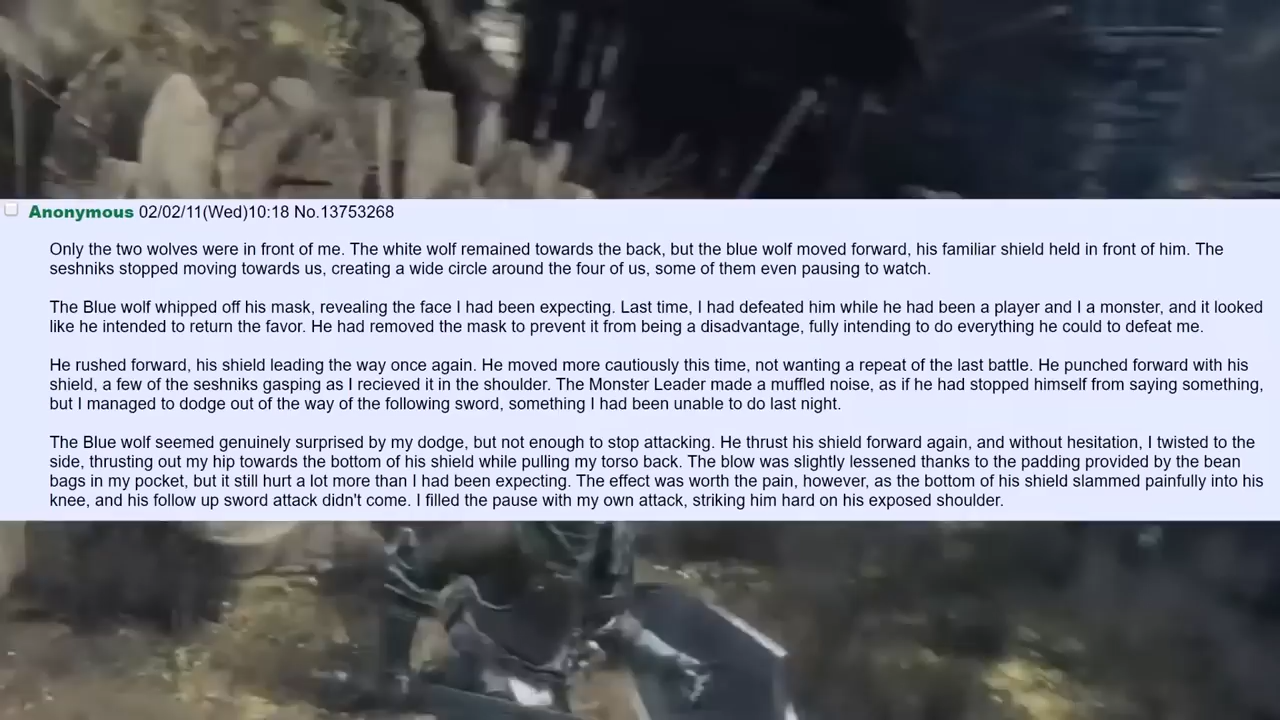 Anonymous 02/02/11(Wed)10:18 No.13753268
Only the two wolves were in front of me. The white wolf remained towards the back, but the blue wolf moved forward, his familiar shield held in front of him. The
seshniks stopped moving towards us, creating a wide circle around the four of us, some of them even pausing to watch.
The Blue wolf whipped off his mask, revealing the face I had been expecting. Last time, I had defeated him while he had been a player and I a monster, and it looked
like he intended to return the favor. He had removed the mask to prevent it from being a disadvantage, fully intending to do everything he could to defeat me.
He rushed forward, his shield leading the way once again. He moved more cautiously this time, not wanting a repeat of the last battle. He punched forward with his
shield, a few of the seshniks gasping as I recieved it in the shoulder. The Monster Leader made a muffled noise, as if he had stopped himself from saying something,
but I managed to dodge out of the way of the following sword, something I had been unable to do last night.
The Blue wolf seemed genuinely surprised by my dodge, but not enough to stop attacking. He thrust his shield forward again, and without hesitation, I twisted to the
side, thrusting out my hip towards the bottom of his shield while pulling my torso back. The blow was slightly lessened thanks to the padding provided by the bean
bags in my pocket, but it still hurt a lot more than I had been expecting. The effect was worth the pain, however, as the bottom of his shield slammed painfully into his
knee, and his follow up sword attack didn't come. I filled the pause with my own attack, striking him hard on his exposed shoulder.